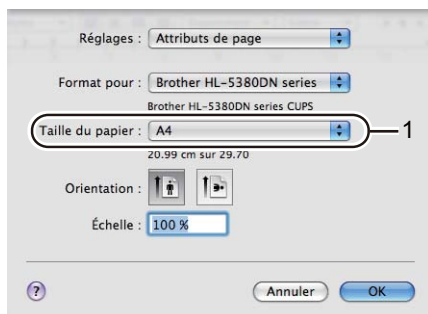 Réglages : Attributs de page
Format pour : Brother HL-5380DN series
Brother HL-5380DN series CUPS
Taille du papier : A4 1
20.99 cm sur 29.70
Orientation :
Échelle : 100 %
? Annuler OK